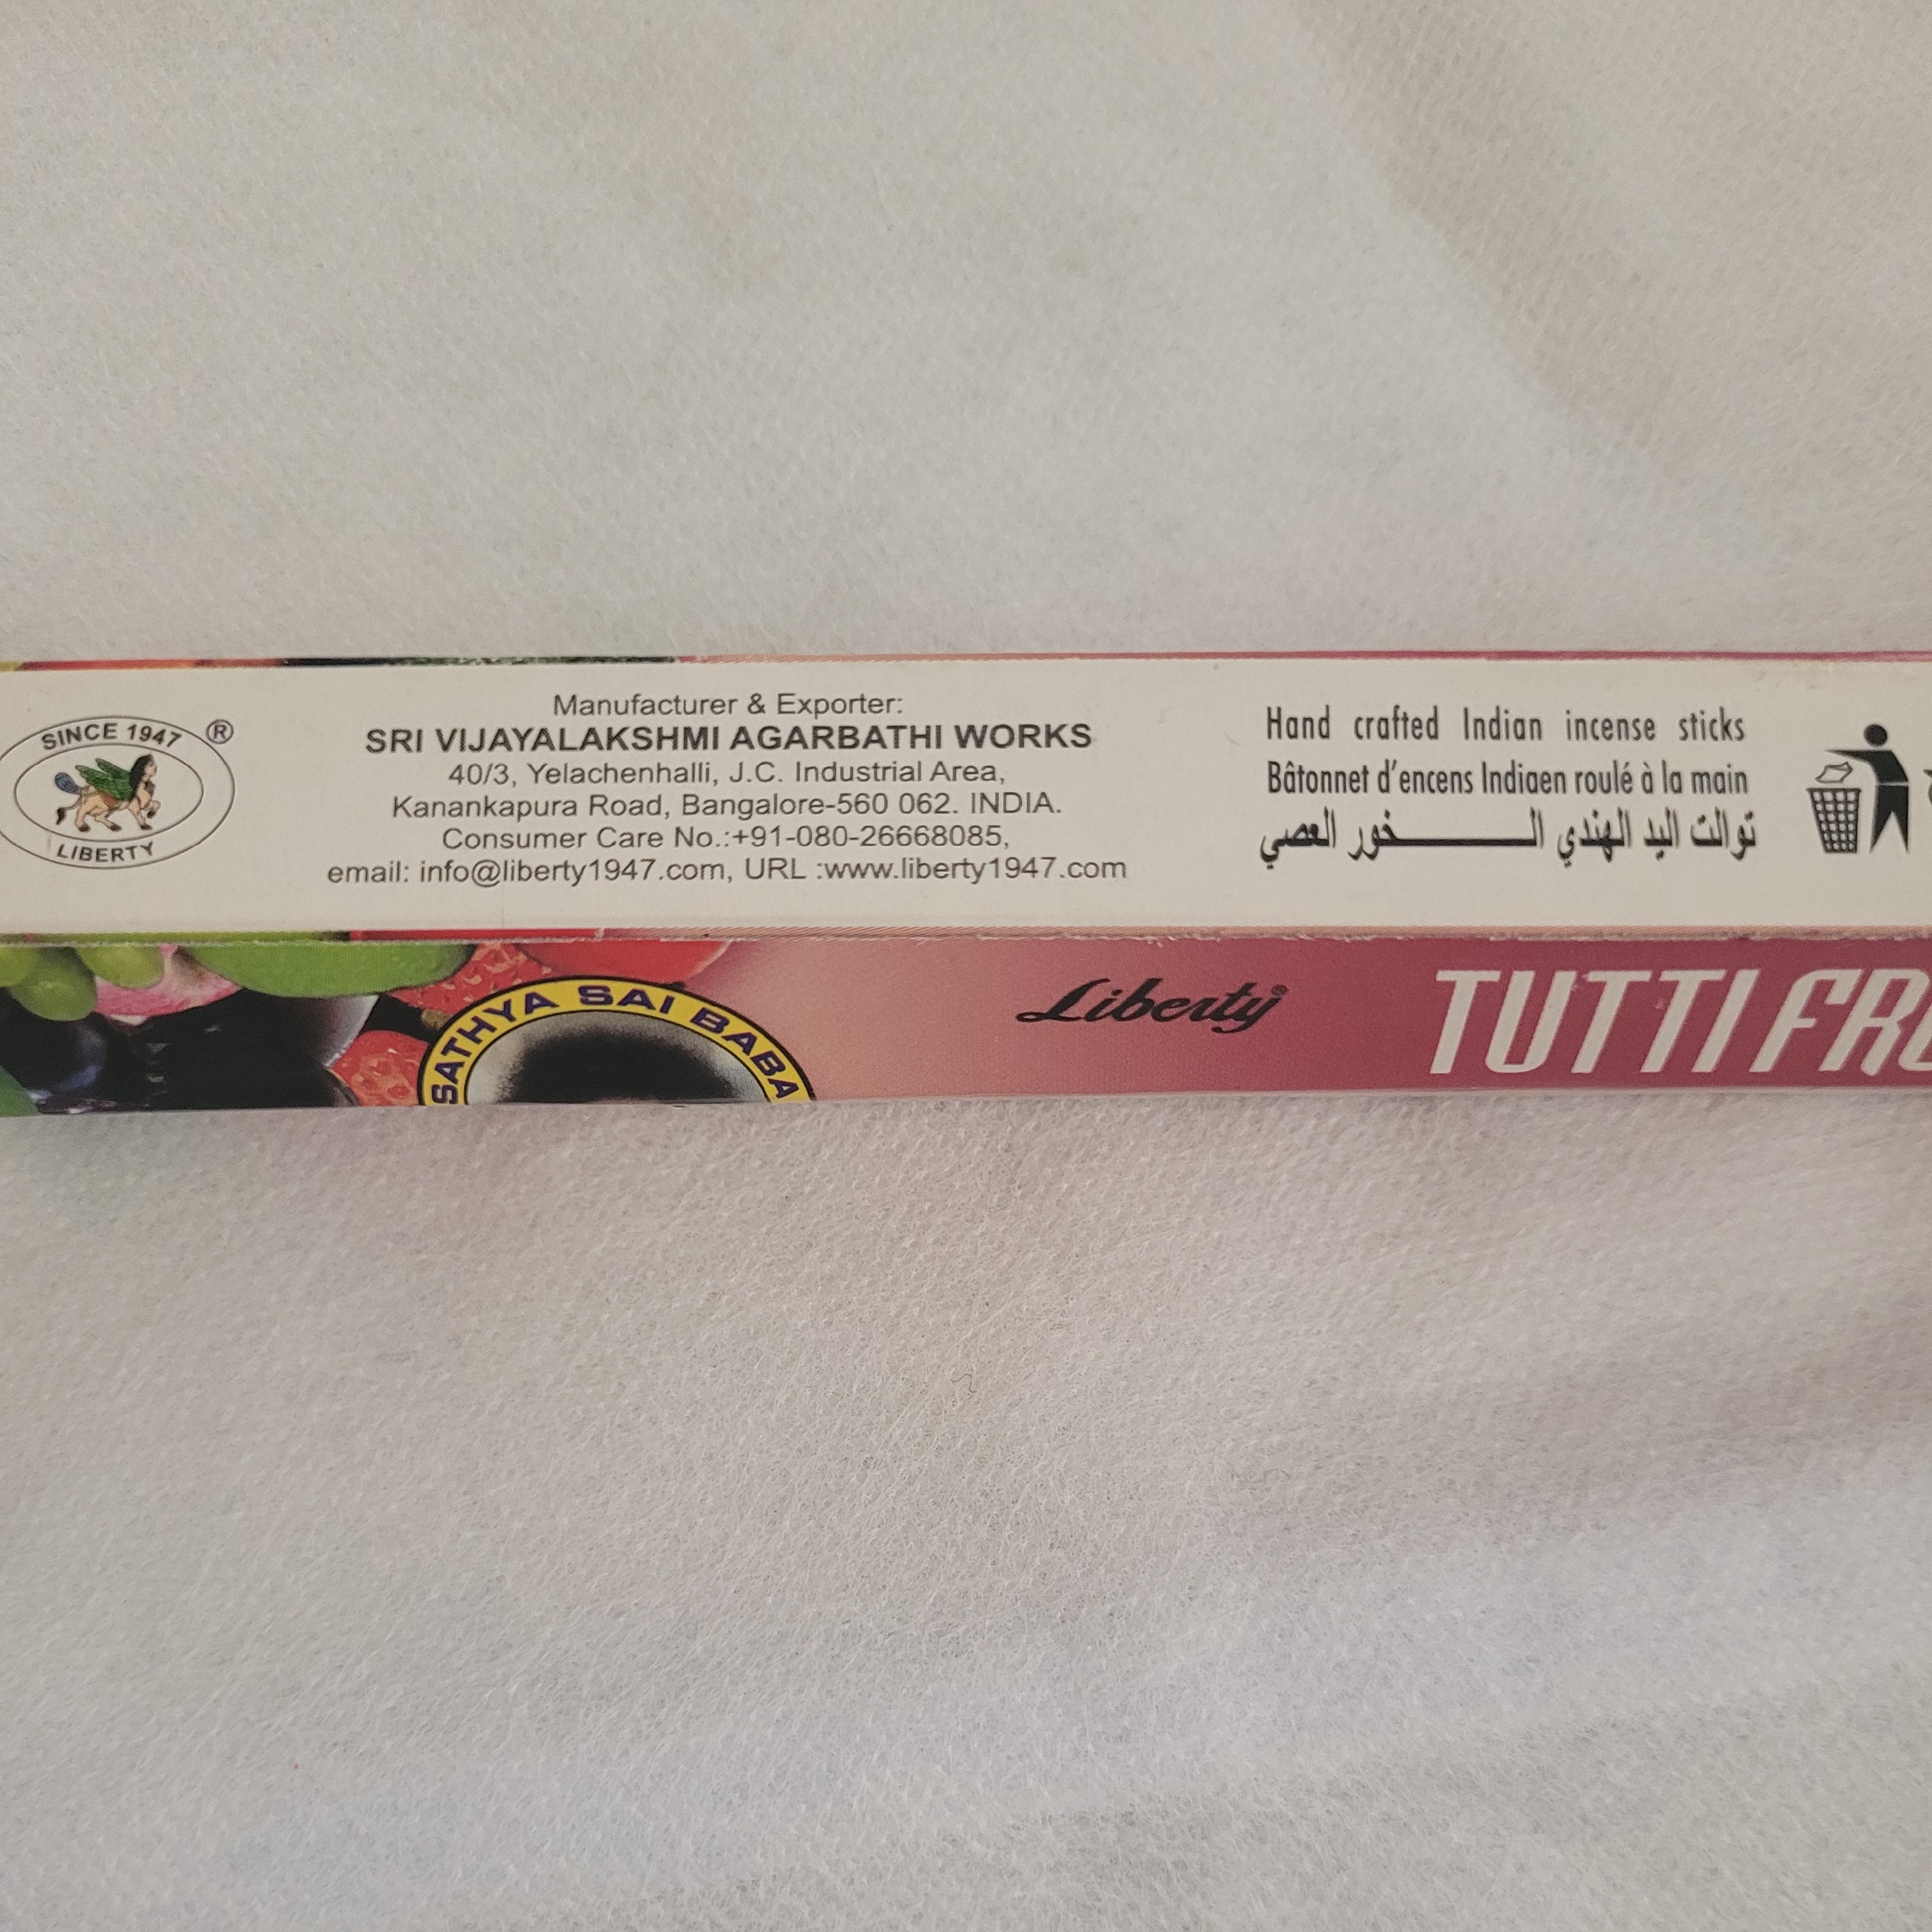 SINCE 1947
®
LIBERTY
Manufacturer & Exporter:
SRI VIJAYALAKSHMI AGARBATHI WORKS
40/3, Yelachenhalli, J.C. Industrial Area,
Kanankapura Road, Bangalore-560 062. INDIA.
Consumer Care No.:+91-080-26668085,
email: info@liberty1947.com, URL :www.liberty1947.com
Hand crafted Indian incense sticks
Bâtonnet d'encens Indiaen roulé à la main
توالت اليد الهندي الـــــــخور العصي
SATHYA SAI BABA
Liberty®
TUTTI FRU